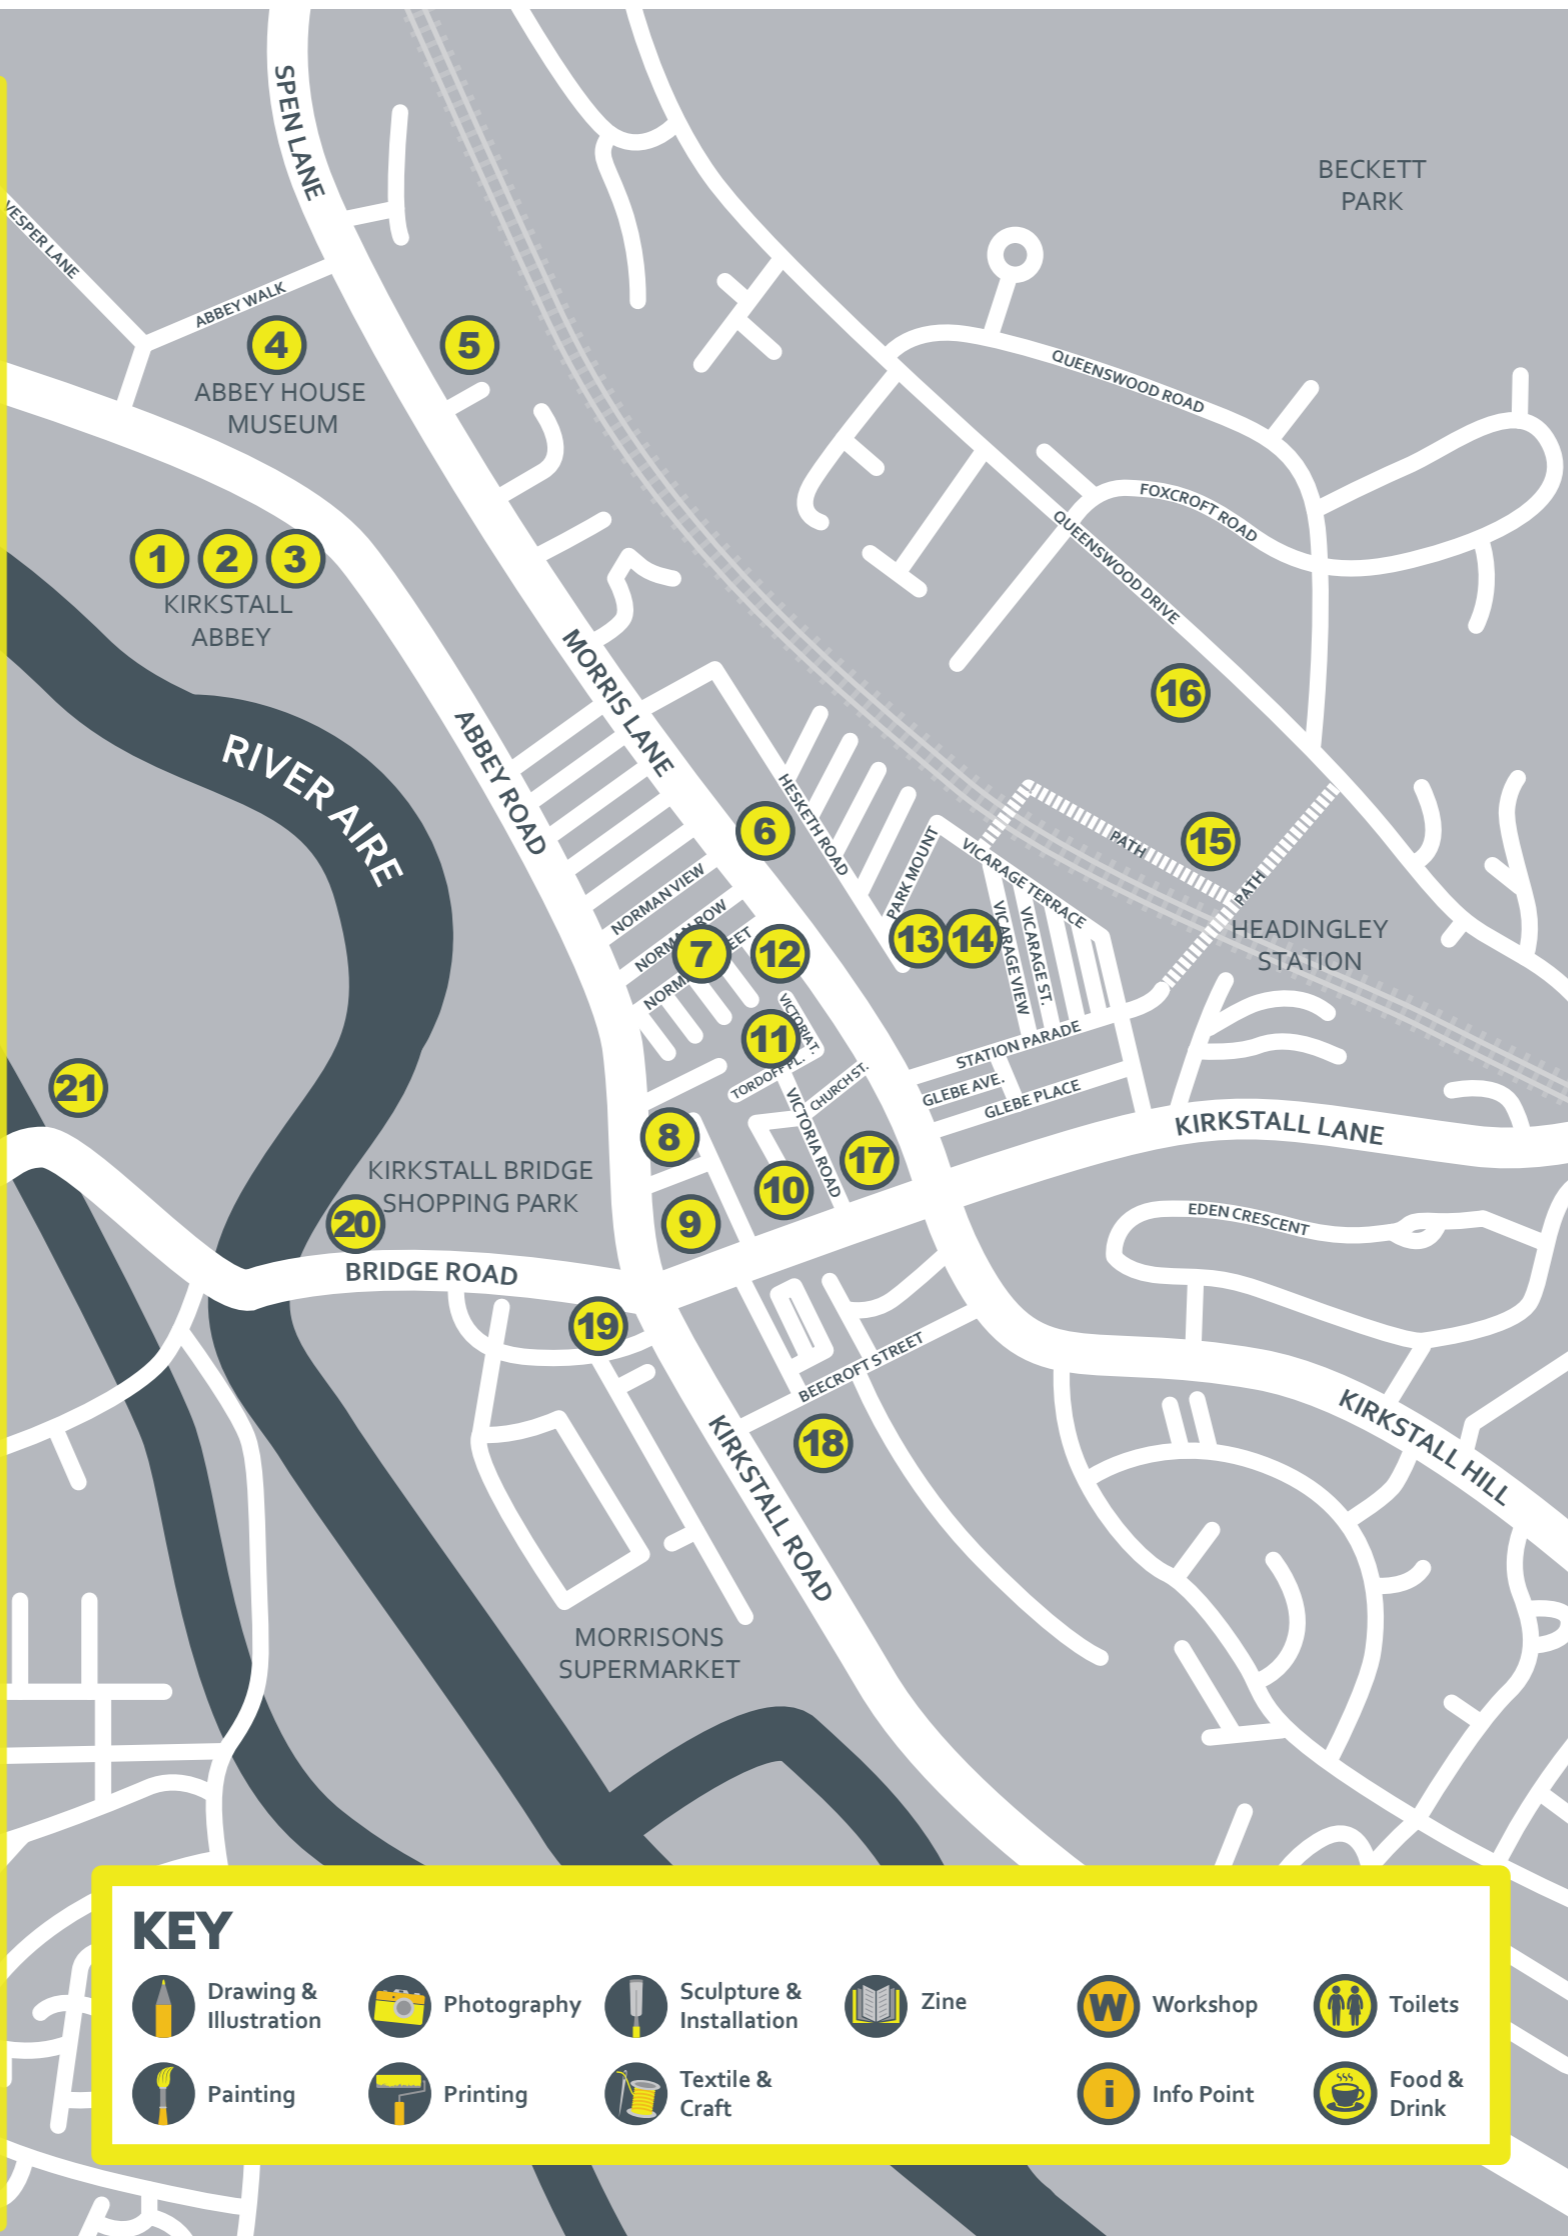 SPEN LANE
BECKETT
PARK
VESPER LANE
ABBEY WALK
4
5
ABBEY HOUSE
MUSEUM
QUEENSWOOD ROAD
FOXCROFT ROAD
QUEENSWOOD DRIVE
1
2
3
KIRKSTALL
ABBEY
MORRIS LANE
16
RIVER AIRE
ABBEY ROAD
HESKETH ROAD
6
PARK MOUNT
VICARAGE TERRACE
PATH
15
PATH
NORMAN VIEW
NORMAN ROW
7
12
13
14
VICARAGE VIEW
VICARAGE ST.
HEADINGLEY
STATION
11
VICTORIA T.
TORDOFF PL.
CHURCH ST.
STATION PARADE
GLEBE AVE.
GLEBE PLACE
21
8
VICTORIA ROAD
17
KIRKSTALL LANE
KIRKSTALL BRIDGE
SHOPPING PARK
20
10
9
EDEN CRESCENT
BRIDGE ROAD
19
BEECROFT STREET
18
KIRKSTALL ROAD
KIRKSTALL HILL
MORRISONS
SUPERMARKET
KEY
Drawing &
Illustration
Photography
Sculpture &
Installation
Zine
W
Workshop
Toilets
Painting
Printing
Textile &
Craft
i
Info Point
Food &
Drink